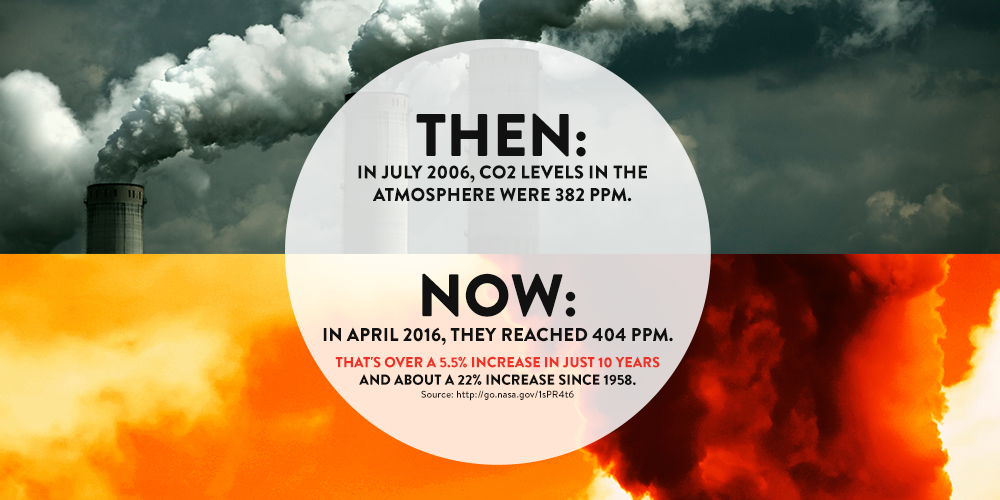 THEN:
IN JULY 2006, CO2 LEVELS IN THE
ATMOSPHERE WERE 382 PPM.
NOW:
IN APRIL 2016, THEY REACHED 404 PPM.
THAT'S OVER A 5.5% INCREASE IN JUST 10 YEARS
AND ABOUT A 22% INCREASE SINCE 1958.
Source: http://go.nasa.gov/1sPR4t6